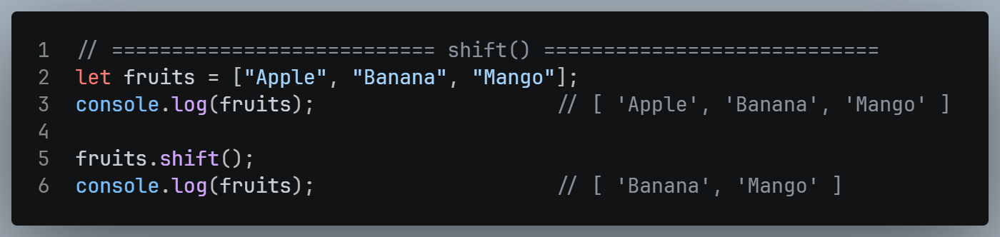 1 // =========================== shift() ============================
2 let fruits = ["Apple", "Banana", "Mango"];
3 console.log(fruits); // [ 'Apple', 'Banana', 'Mango' ]
4
5 fruits.shift();
6 console.log(fruits); // [ 'Banana', 'Mango' ]